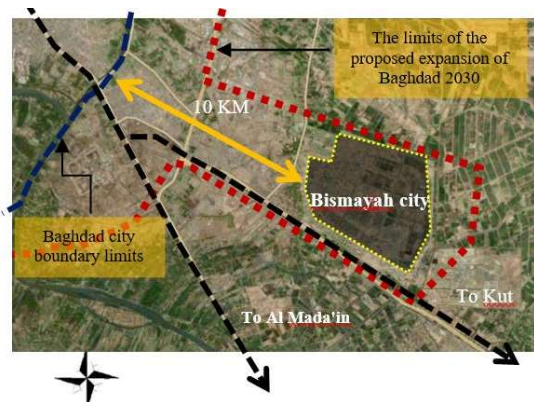 The limits of the
proposed expansion of
Baghdad 2030
10 KM
Bismayah city
Baghdad city
boundary limits
To Kut
To Al Mada'in